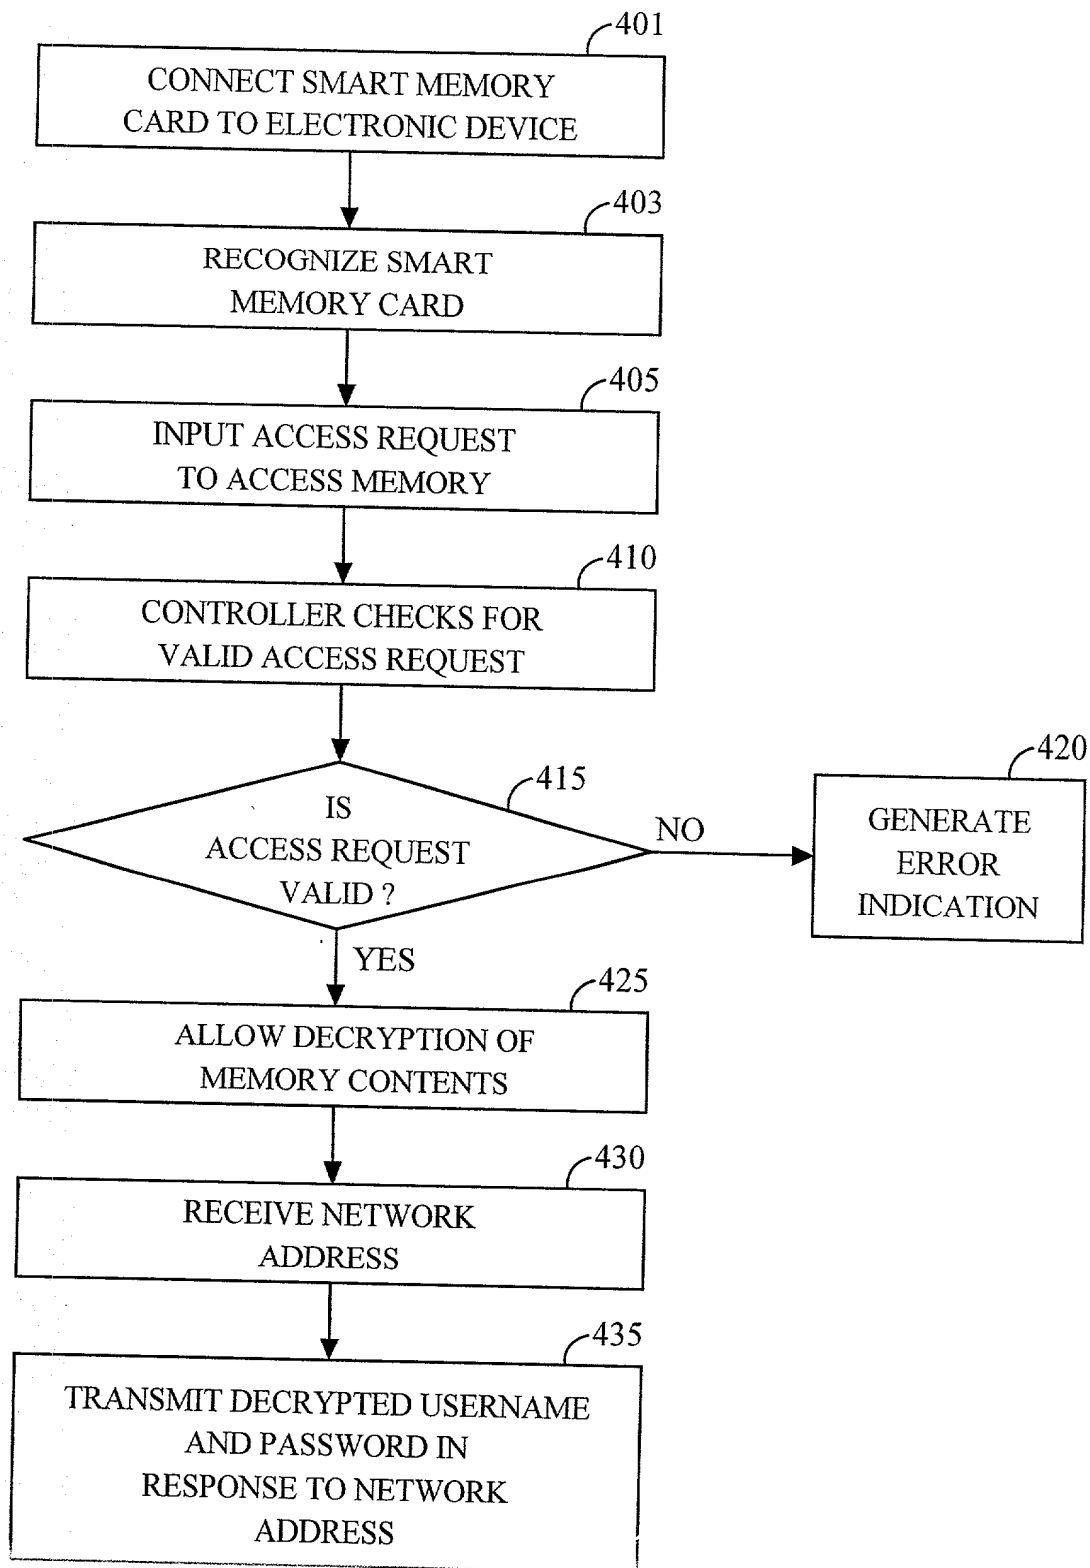 401
CONNECT SMART MEMORY
CARD TO ELECTRONIC DEVICE
403
RECOGNIZE SMART
MEMORY CARD
405
INPUT ACCESS REQUEST
TO ACCESS MEMORY
410
CONTROLLER CHECKS FOR
VALID ACCESS REQUEST
415
IS
ACCESS REQUEST
VALID ?
NO
420
GENERATE
ERROR
INDICATION
YES
425
ALLOW DECRYPTION OF
MEMORY CONTENTS
430
RECEIVE NETWORK
ADDRESS
435
TRANSMIT DECRYPTED USERNAME
AND PASSWORD IN
RESPONSE TO NETWORK
ADDRESS